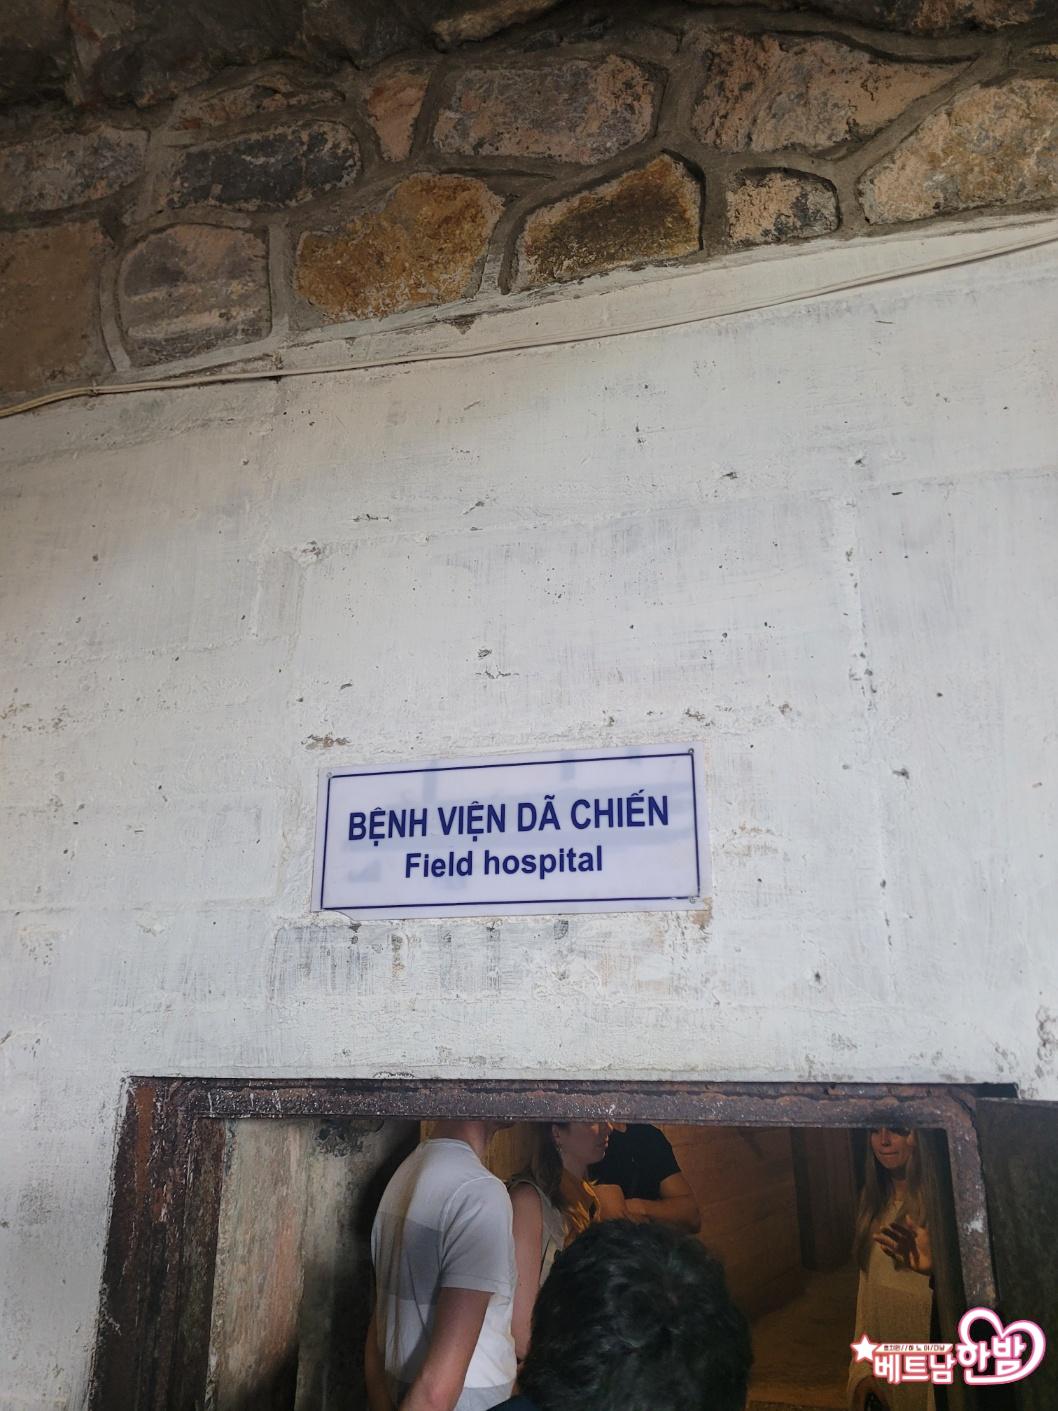 BỆNH VIỆN DÃ CHIẾN
Field hospital
베트남 한밤